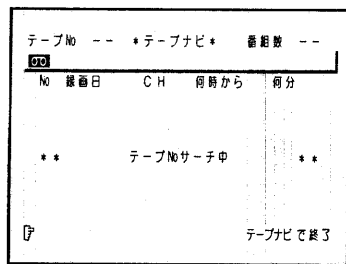 テープNo -- *テープナビ* 番組数 --
No 録画日 CH 何時から 何分
** テープNoサーチ中 **
テープナビで終了